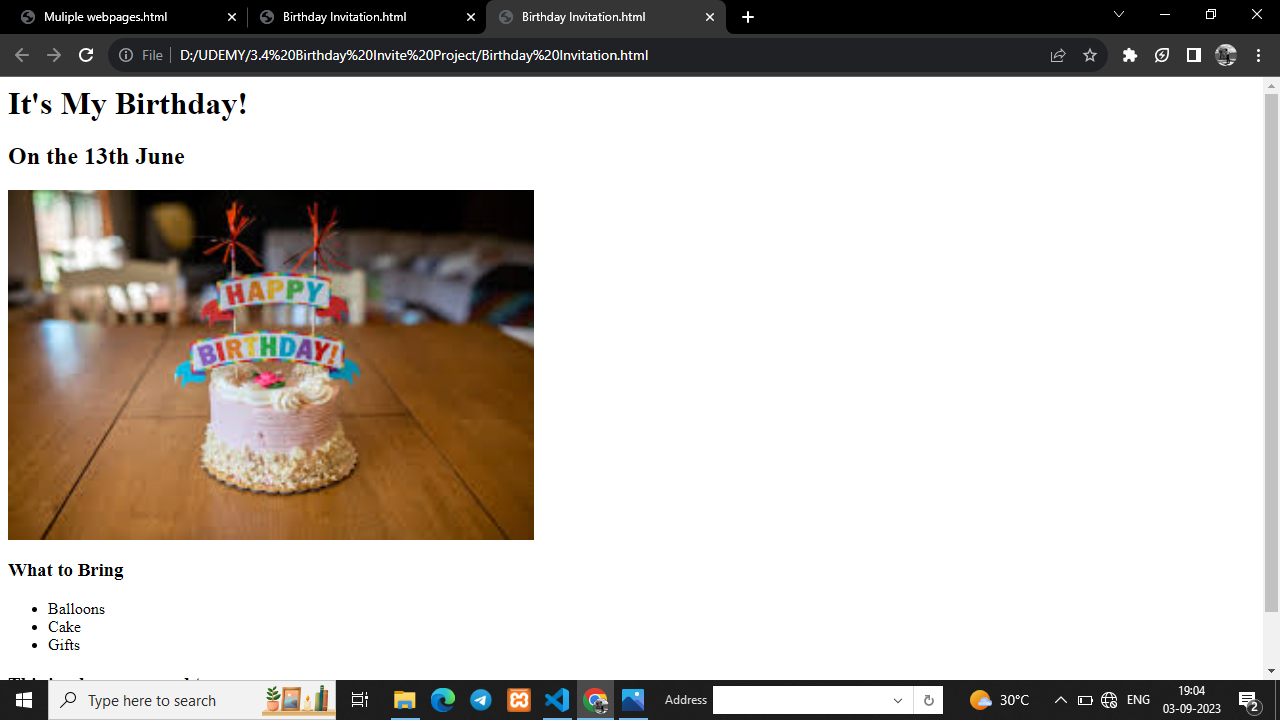 Muliple webpages.html
Birthday Invitation.html
Birthday Invitation.html
File
D:/UDEMY/3.4%20Birthday%20Invite%20Project/Birthday%20Invitation.html
It's My Birthday!
On the 13th June
HAPPY
BIRTHDAY!
What to Bring
Balloons
Cake
Gifts
Type here to search
Address
30°C
ENG
19:04
03-09-2023
2